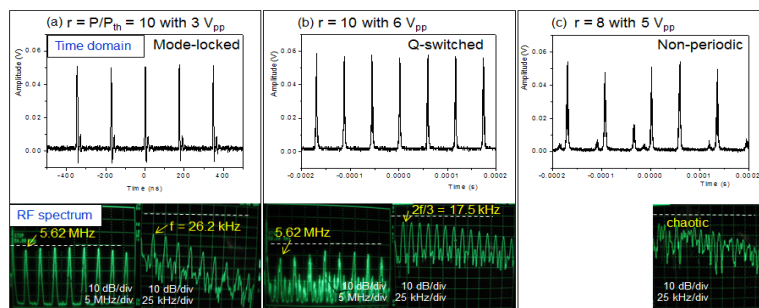 (a) r = P/Pth = 10 with 3 Vpp
Time domain
Mode-locked
Amplitude (V)
0.06
0.04
0.02
0.00
-400
-200
0
200
400
Time (ns)
RF spectrum
5.62 MHz
10 dB/div
5 MHz/div
f = 26.2 kHz
10 dB/div
25 kHz/div
(b) r = 10 with 6 Vpp
Q-switched
Amplitude (V)
0.06
0.04
0.02
0.00
-0.0002
-0.0001
0.0000
0.0001
0.0002
Time (s)
5.62 MHz
10 dB/div
5 MHz/div
2f/3 = 17.5 kHz
10 dB/div
25 kHz/div
(c) r = 8 with 5 Vpp
Non-periodic
Amplitude (V)
0.06
0.04
0.02
0.00
-0.0002
-0.0001
0.0000
0.0001
0.0002
Time (s)
chaotic
10 dB/div
25 kHz/div